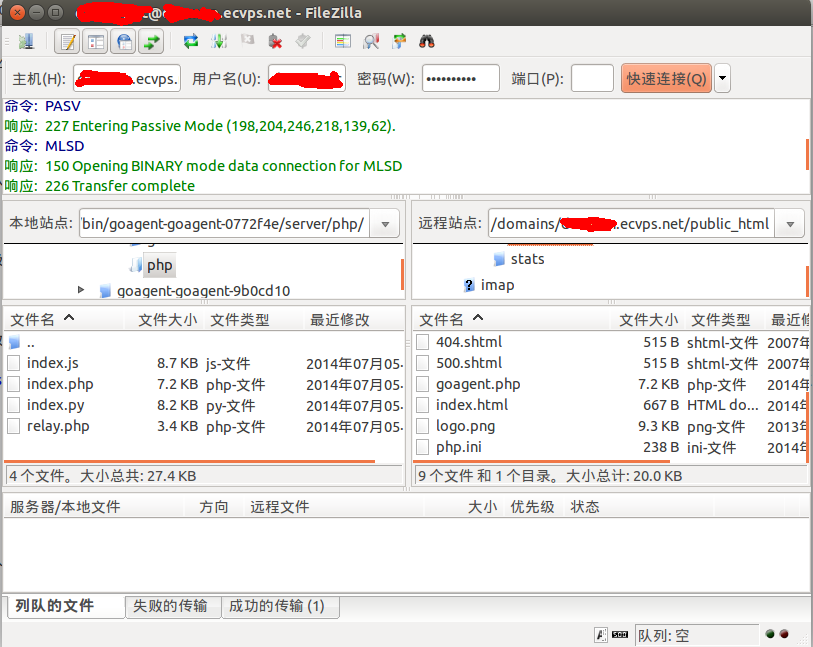 @ .ecvps.net - FileZilla
主机(H): .ecvps. 用户名(U): 密码(W): •••••••••• 端口(P): 快速连接(Q)
命令: PASV
响应: 227 Entering Passive Mode (198,204,246,218,139,62).
命令: MLSD
响应: 150 Opening BINARY mode data connection for MLSD
响应: 226 Transfer complete
本地站点: bin/goagent-goagent-0772f4e/server/php/
远程站点: /domains/ .ecvps.net/public_html
php
goagent-goagent-9b0cd10
stats
imap
文件名 文件大小 文件类型 最近修改
..
index.js 8.7 KB js-文件 2014年07月05
index.php 7.2 KB php-文件 2014年07月05
index.py 8.2 KB py-文件 2014年07月05
relay.php 3.4 KB php-文件 2014年07月05
4 个文件。大小总共: 27.4 KB
文件名 文件大小 文件类型 最近修
404.shtml 515 B shtml-文件 2007年
500.shtml 515 B shtml-文件 2007年
goagent.php 7.2 KB php-文件 2014年
index.html 667 B HTML do... 2014年
logo.png 9.3 KB png-文件 2013年
php.ini 238 B ini-文件 2014年
9 个文件 和 1 个目录。大小总计: 20.0 KB
服务器/本地文件 方向 远程文件 大小 优先级 状态
列队的文件 失败的传输 成功的传输 (1)
队列: 空